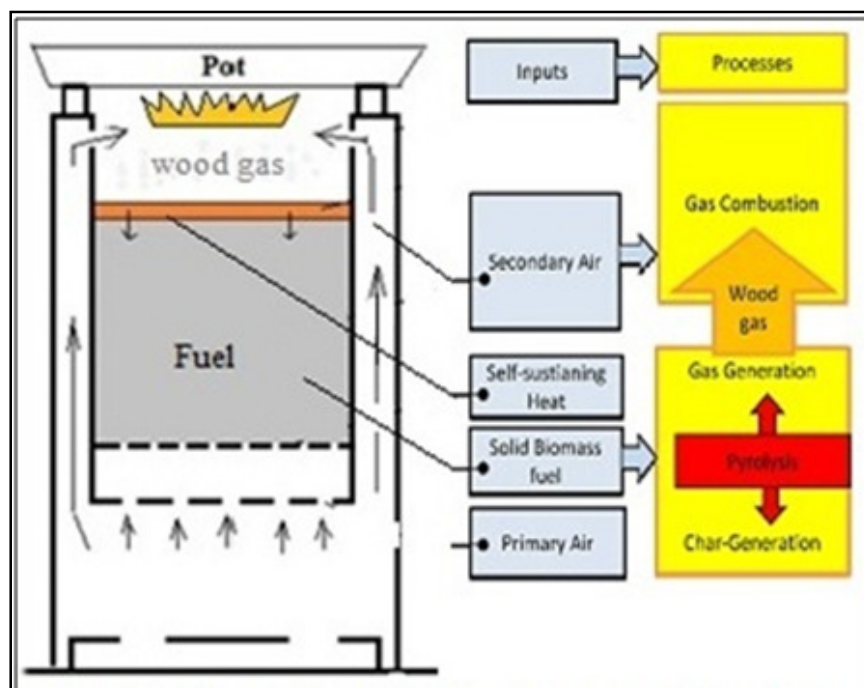 Pot
wood gas
Fuel
Inputs
Processes
Secondary Air
Gas Combustion
Wood
gas
Self-sustianing
Heat
Gas Generation
Solid Biomass
fuel
Pyrolysis
Primary Air
Char-Generation